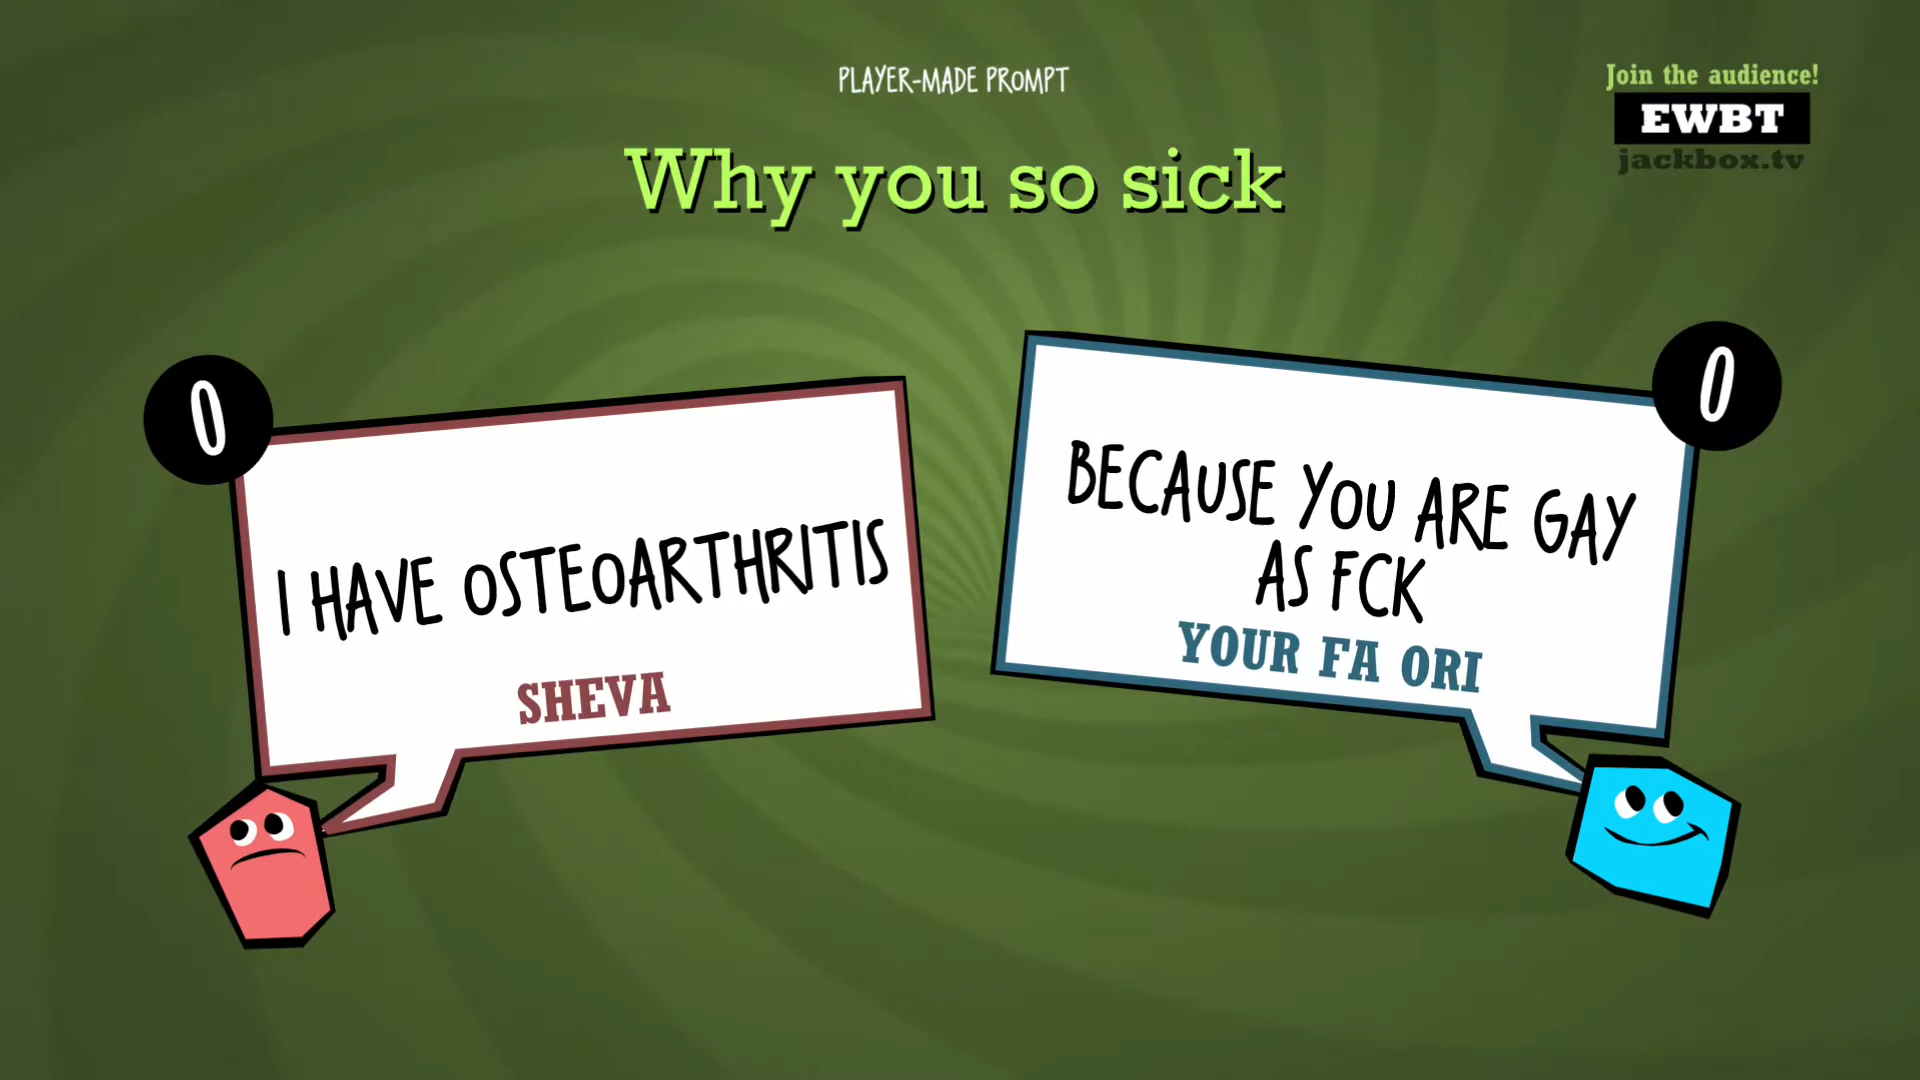 PLAYER-MADE PROMPT
Join the audience!
EWBT
jackbox.tv
Why you so sick
0
0
I HAVE OSTEOARTHRITIS
SHEVA
BECAUSE YOU ARE GAY
AS FCK
YOUR FA ORI